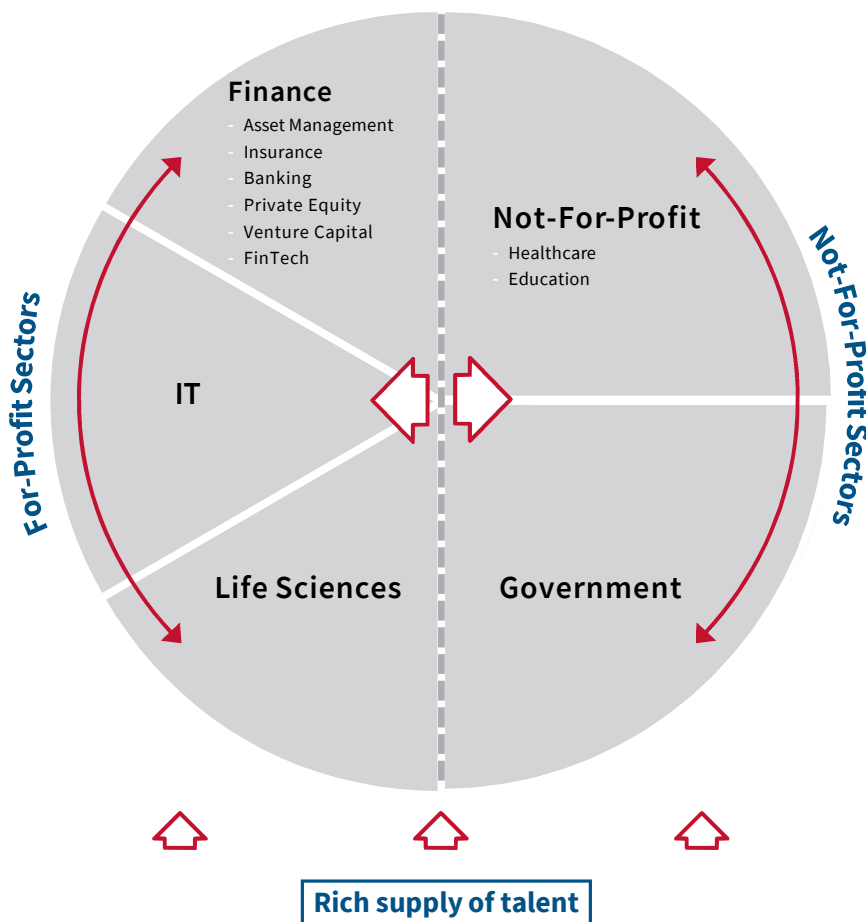 Finance
- Asset Management
- Insurance
- Banking
- Private Equity
- Venture Capital
- FinTech
Not-For-Profit
- Healthcare
- Education
For-Profit Sectors
IT
Not-For-Profit Sectors
Life Sciences
Government
Rich supply of talent